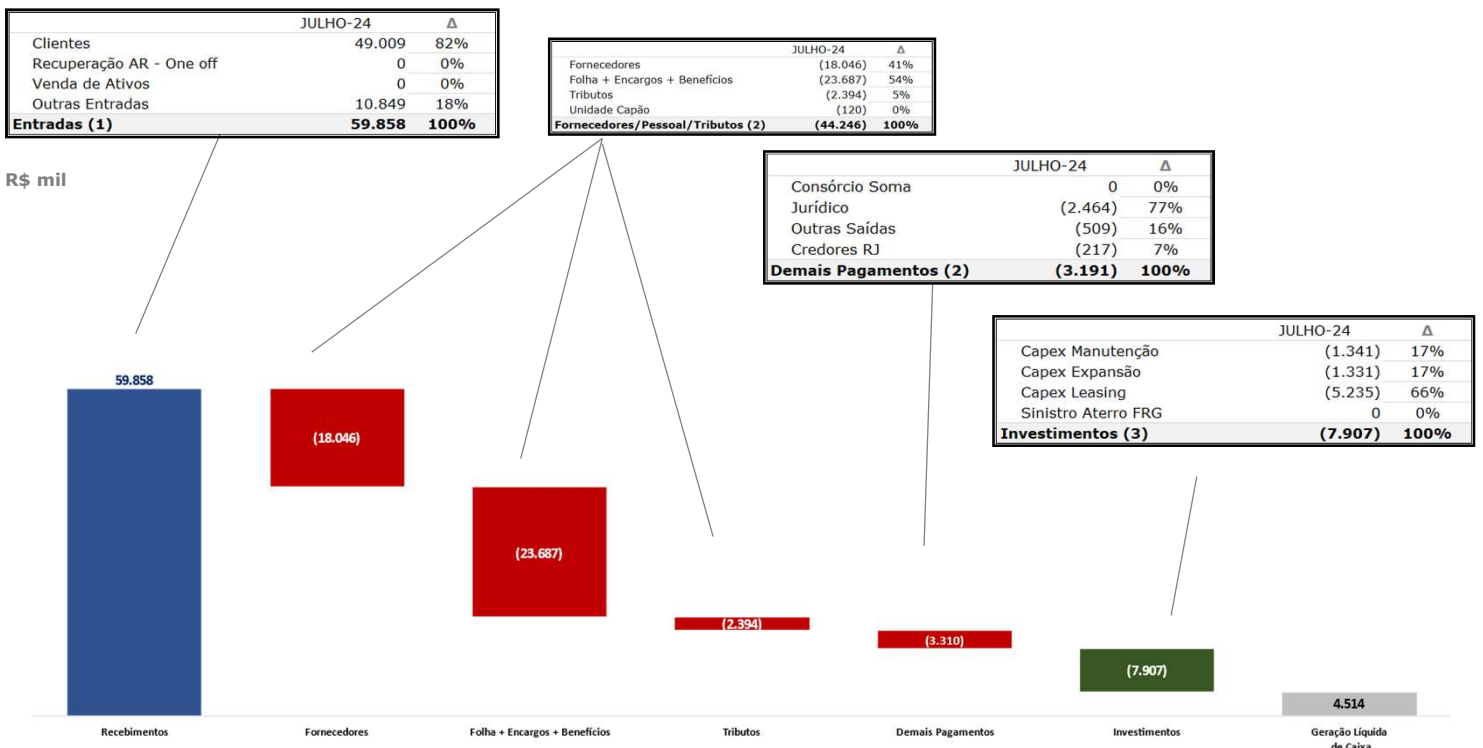 JULHO-24 Δ
Clientes 49.009 82%
Recuperação AR - One off 0 0%
Venda de Ativos 0 0%
Outras Entradas 10.849 18%
Entradas (1) 59.858 100%
JULHO-24 Δ
Fornecedores (18.046) 41%
Folha + Encargos + Benefícios (23.687) 54%
Tributos (2.394) 5%
Unidade Capão (120) 0%
Fornecedores/Pessoal/Tributos (2) (44.246) 100%
JULHO-24 Δ
Consórcio Soma 0 0%
Jurídico (2.464) 77%
Outras Saídas (509) 16%
Credores RJ (217) 7%
Demais Pagamentos (2) (3.191) 100%
R$ mil
JULHO-24 Δ
Capex Manutenção (1.341) 17%
Capex Expansão (1.331) 17%
Capex Leasing (5.235) 66%
Sinistro Aterro FRG 0 0%
Investimentos (3) (7.907) 100%
59.858
(18.046)
(23.687)
(2.394)
(3.310)
(7.907)
4.514
Recebimentos
Fornecedores
Folha + Encargos + Benefícios
Tributos
Demais Pagamentos
Investimentos
Geração Líquida
de Caixa